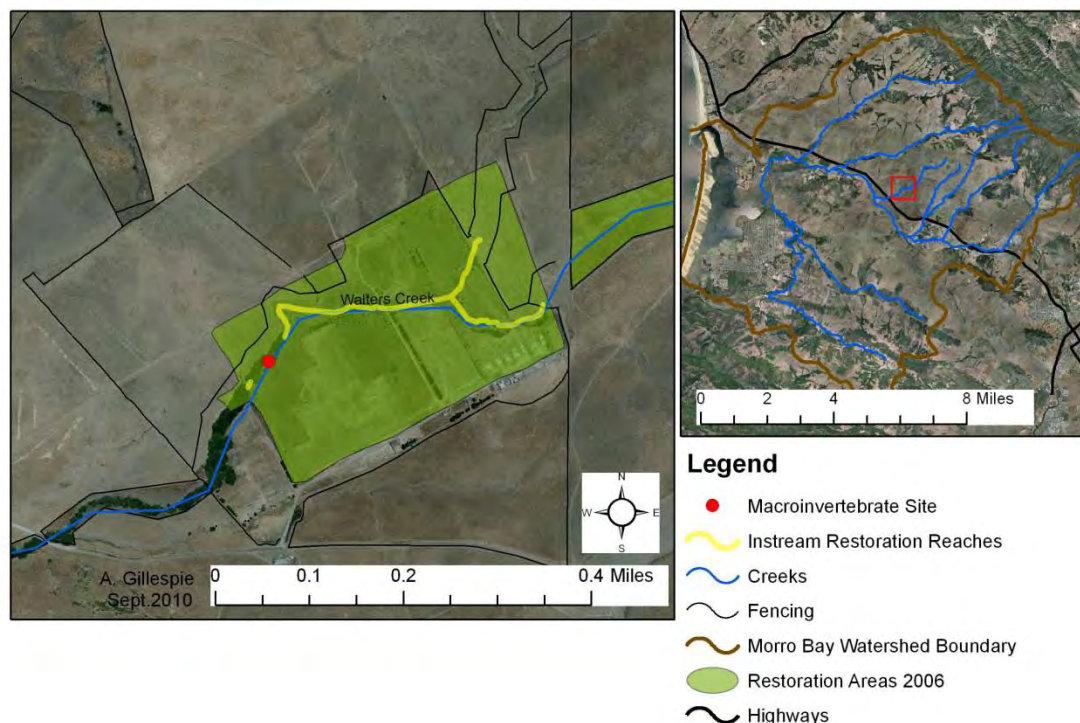 Walters Creek
N
W E
S
A. Gillespie
Sept.2010
0 0.1 0.2 0.4 Miles
0 2 4 8 Miles
Legend
Macroinvertebrate Site
Instream Restoration Reaches
Creeks
Fencing
Morro Bay Watershed Boundary
Restoration Areas 2006
Highways